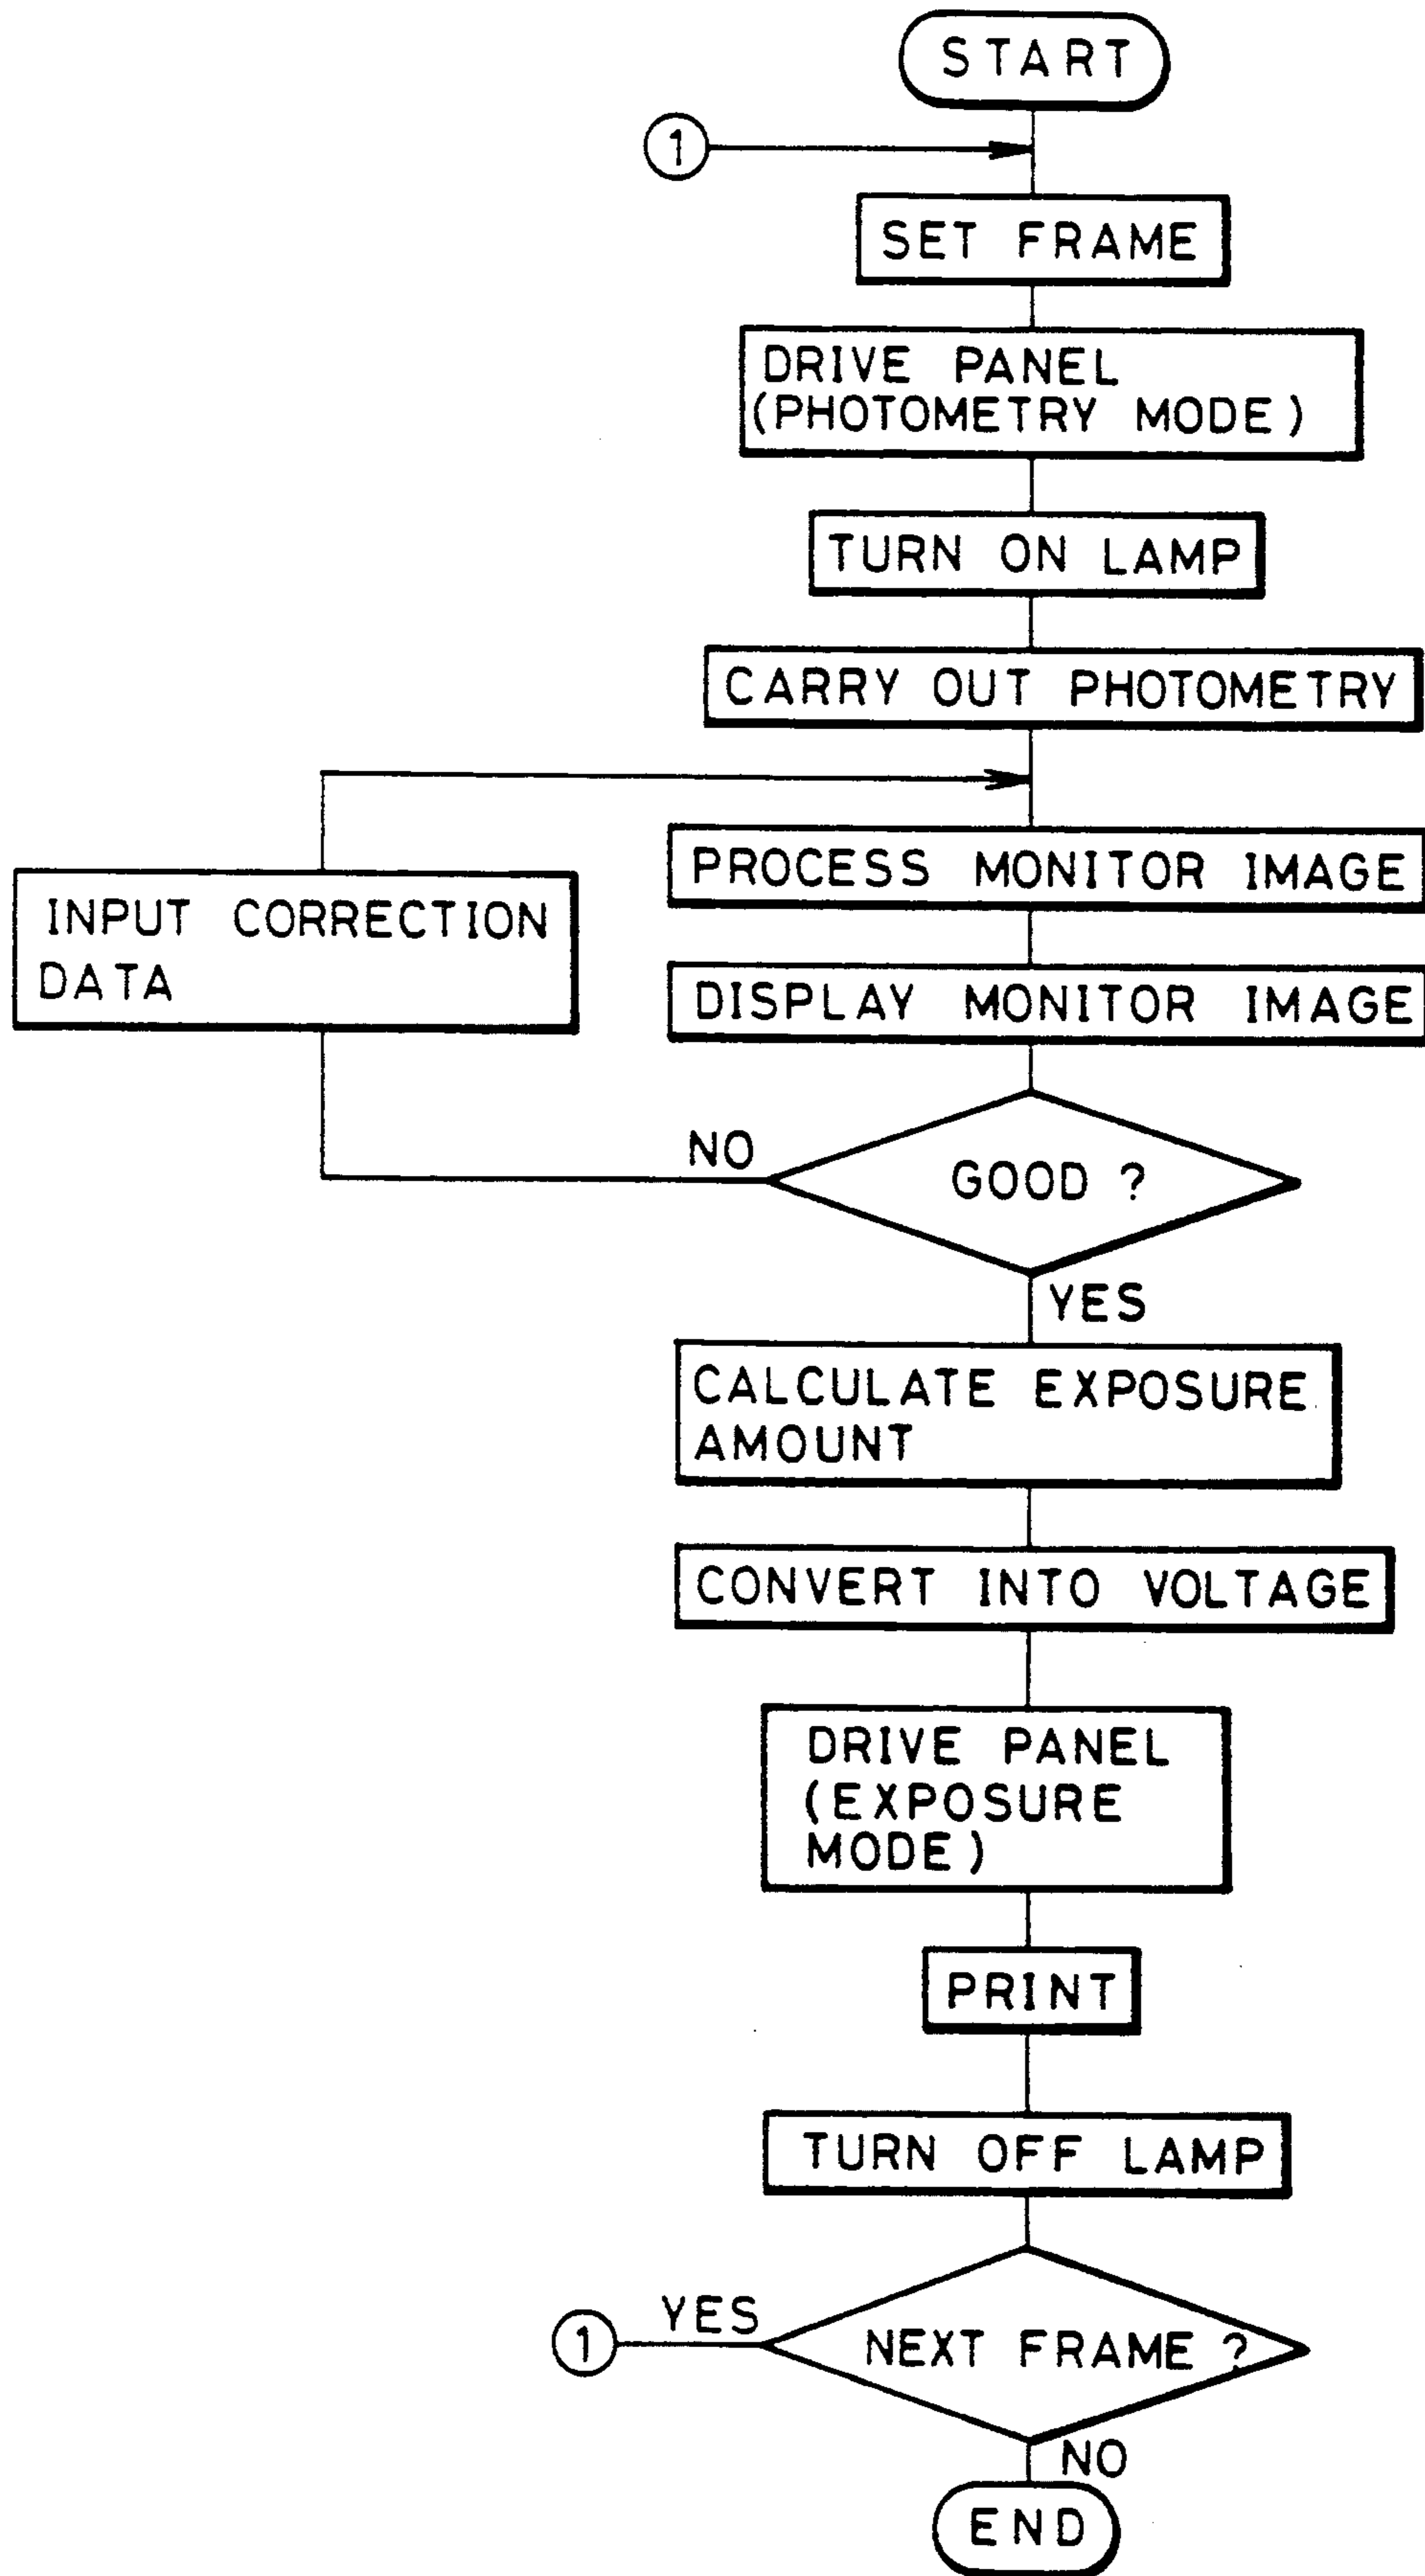 START
1
SET FRAME
DRIVE PANEL
(PHOTOMETRY MODE)
TURN ON LAMP
CARRY OUT PHOTOMETRY
PROCESS MONITOR IMAGE
INPUT CORRECTION
DATA
DISPLAY MONITOR IMAGE
NO
GOOD ?
YES
CALCULATE EXPOSURE
AMOUNT
CONVERT INTO VOLTAGE
DRIVE PANEL
(EXPOSURE
MODE)
PRINT
TURN OFF LAMP
1
YES
NEXT FRAME ?
NO
END